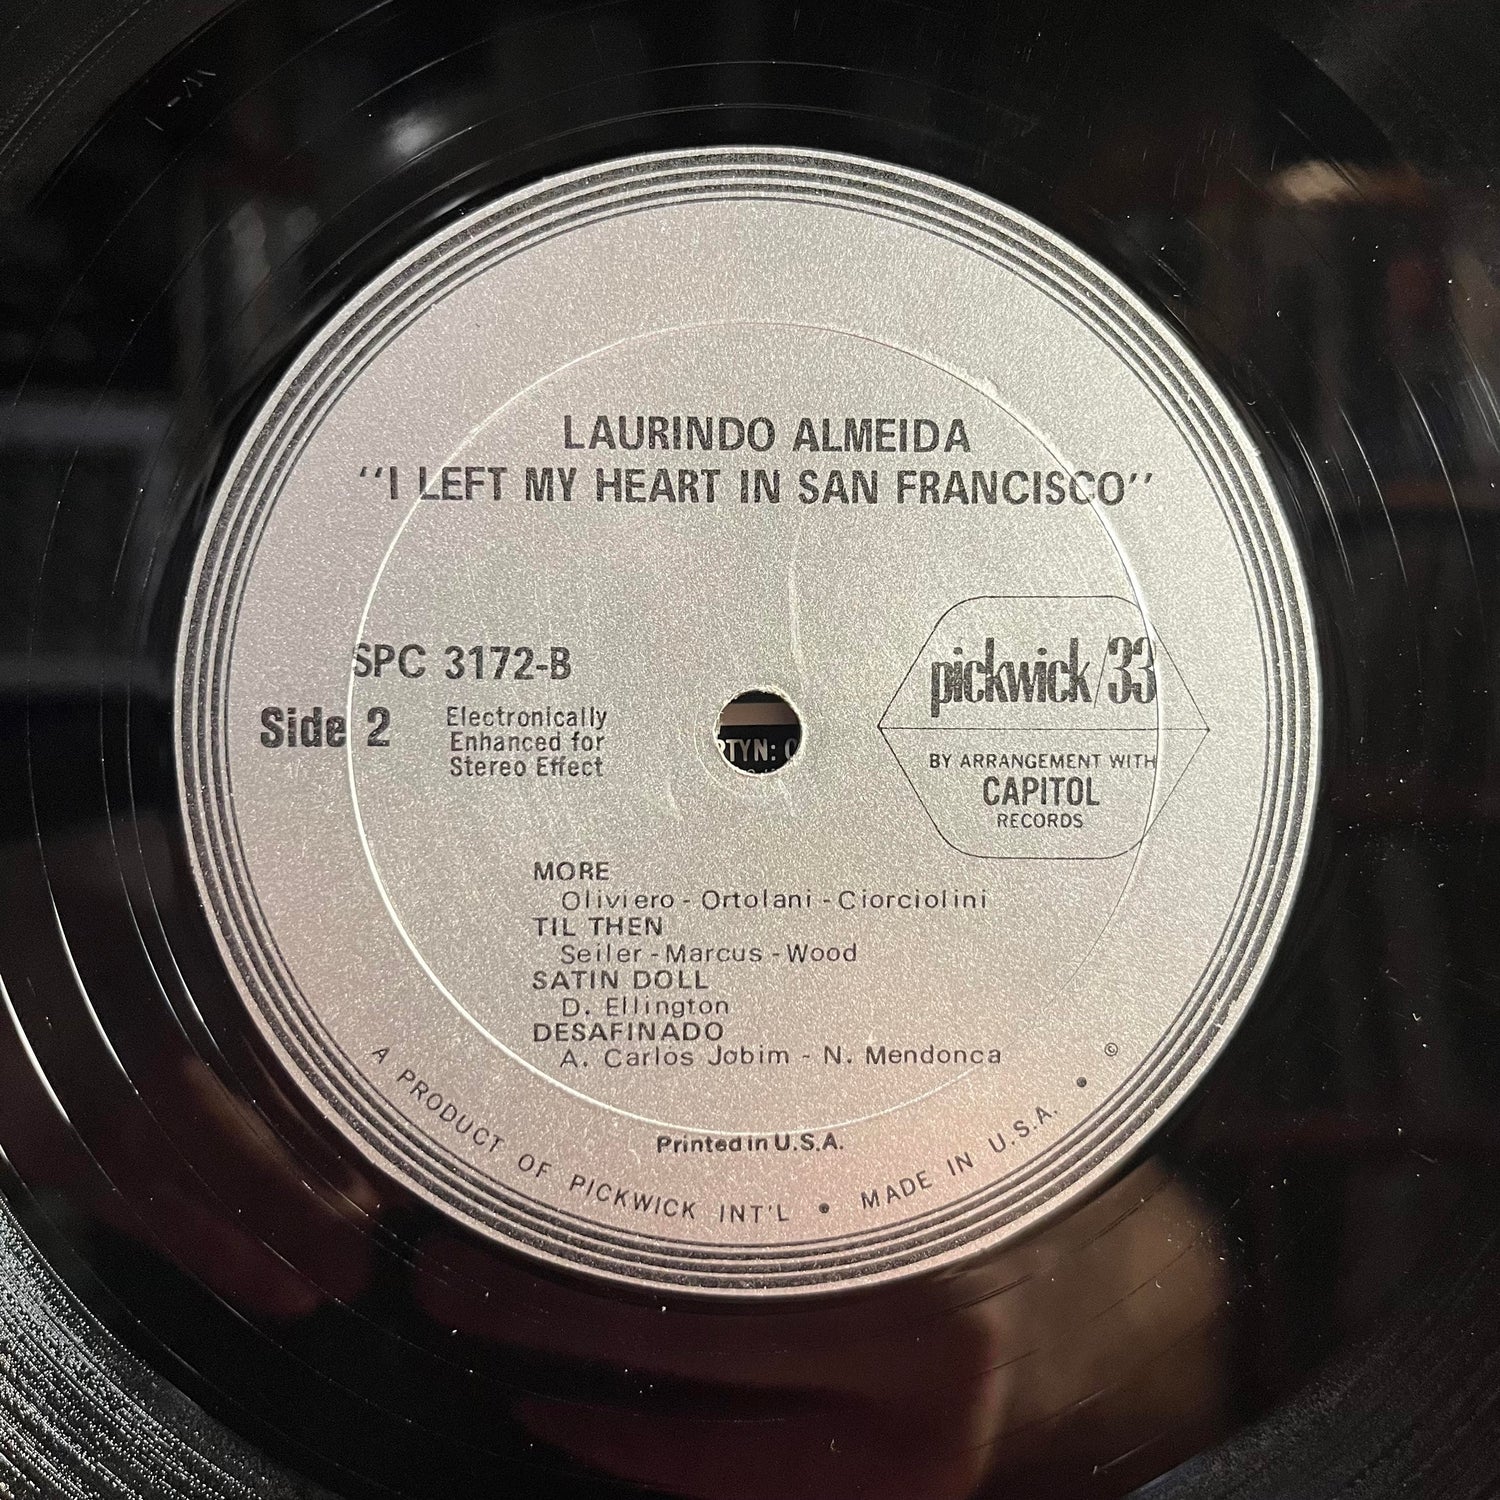 LAURINDO ALMEIDA
‘‘I LEFT MY HEART IN SAN FRANCISCO’’
SPC 3172-B
Side 2
Electronically
Enhanced for
Stereo Effect
pickwick/33
BY ARRANGEMENT WITH
CAPITOL
RECORDS
RTYN: C
MORE
Oliviero - Ortolani - Ciorciolini
TIL THEN
Seiler - Marcus - Wood
SATIN DOLL
D. Ellington
DESAFINADO
A. Carlos Jobim - N. Mendonca
Printed in U.S.A.
A PRODUCT OF PICKWICK INT'L • MADE IN U.S.A. • ©